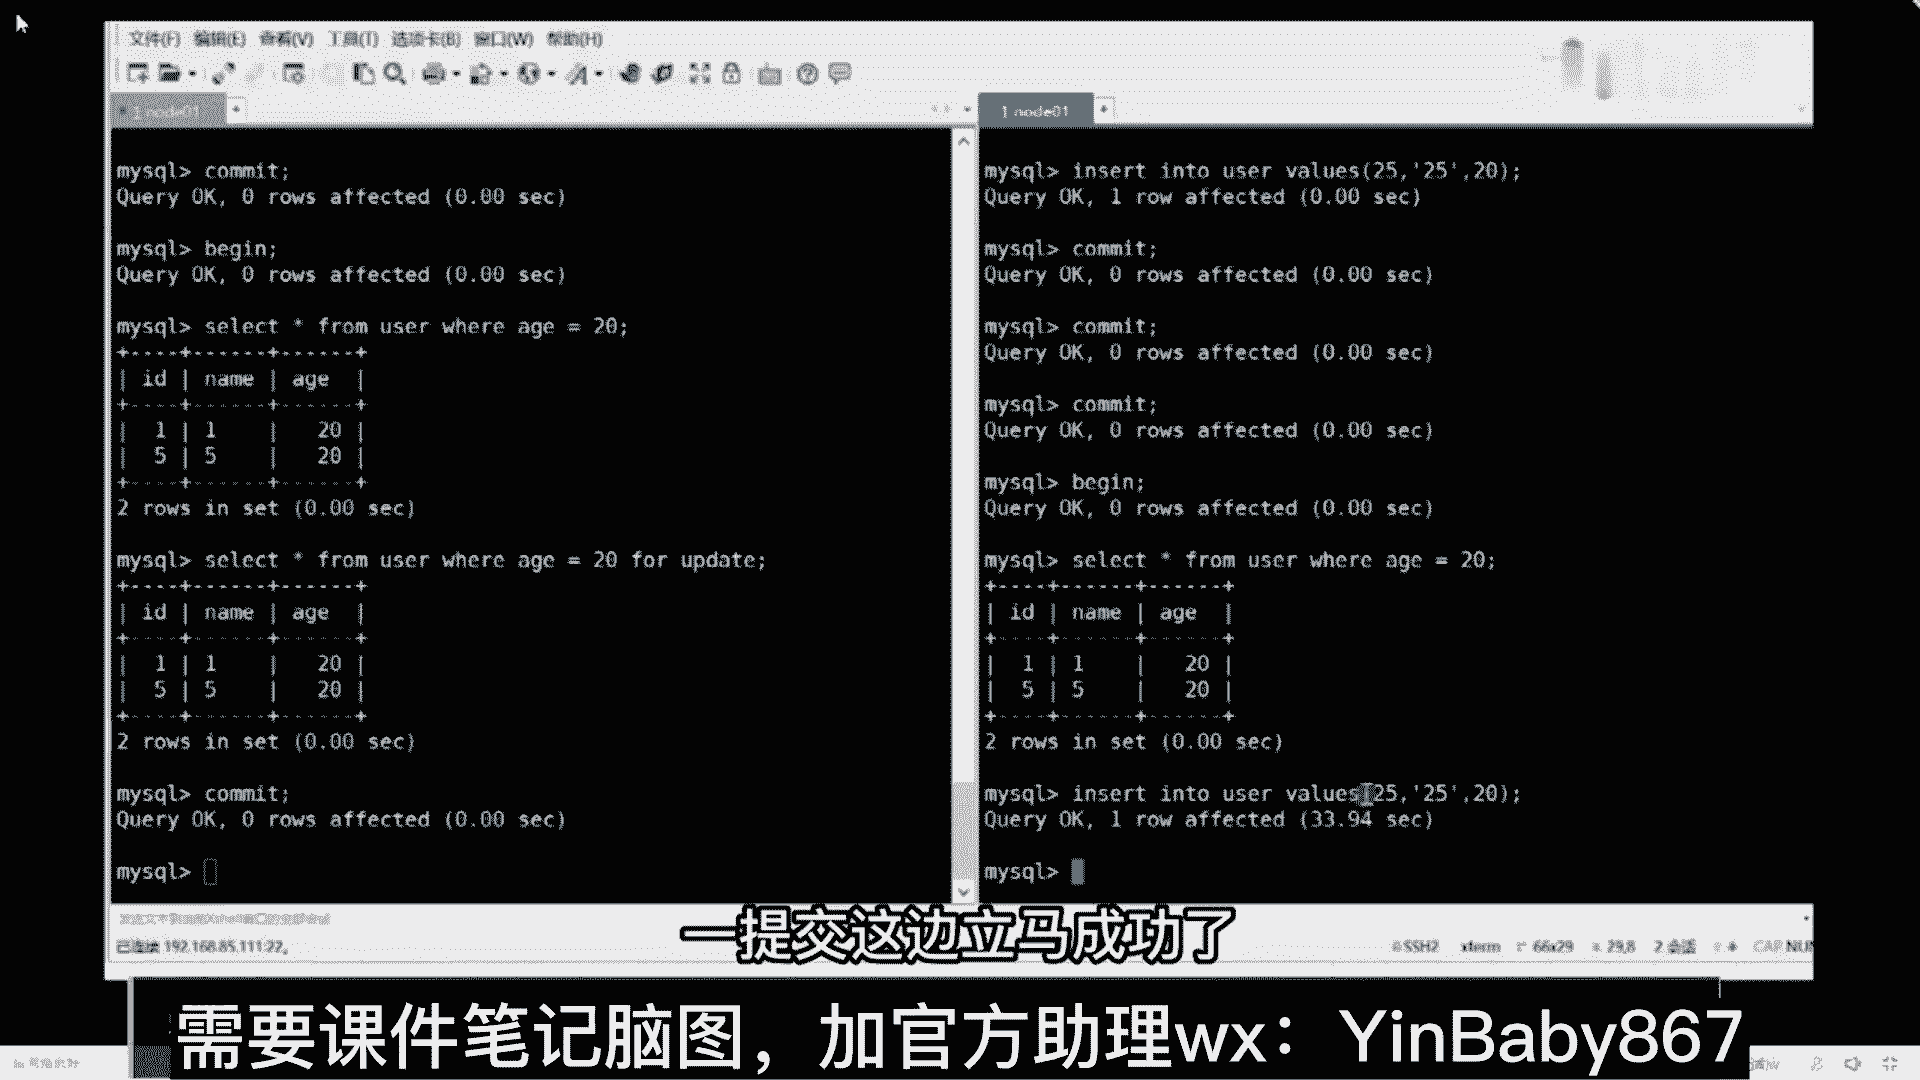 文件(F) 编辑(E) 查看(V) 工具(T) 选项卡(B) 窗口(W) 帮助(H)
1 node01
mysql> commit;
Query OK, 0 rows affected (0.00 sec)
mysql> begin;
Query OK, 0 rows affected (0.00 sec)
mysql> select * from user where age = 20;
+----+------+------+
| id | name | age  |
+----+------+------+
|  1 | 1    |   20 |
|  5 | 5    |   20 |
+----+------+------+
2 rows in set (0.00 sec)
mysql> select * from user where age = 20 for update;
+----+------+------+
| id | name | age  |
+----+------+------+
|  1 | 1    |   20 |
|  5 | 5    |   20 |
+----+------+------+
2 rows in set (0.00 sec)
mysql> commit;
Query OK, 0 rows affected (0.00 sec)
mysql>
1 node01
mysql> insert into user values(25,'25',20);
Query OK, 1 row affected (0.00 sec)
mysql> commit;
Query OK, 0 rows affected (0.00 sec)
mysql> commit;
Query OK, 0 rows affected (0.00 sec)
mysql> commit;
Query OK, 0 rows affected (0.00 sec)
mysql> begin;
Query OK, 0 rows affected (0.00 sec)
mysql> select * from user where age = 20;
+----+------+------+
| id | name | age  |
+----+------+------+
|  1 | 1    |   20 |
|  5 | 5    |   20 |
+----+------+------+
2 rows in set (0.00 sec)
mysql> insert into user values(25,'25',20);
Query OK, 1 row affected (33.94 sec)
mysql>
一提交这边立马成功了
已连接 192.168.85.111:22。
SSH2 xterm 66x29 29,8 2 会话 CAP NUM
需要课件笔记脑图，加官方助理wx：YinBaby867